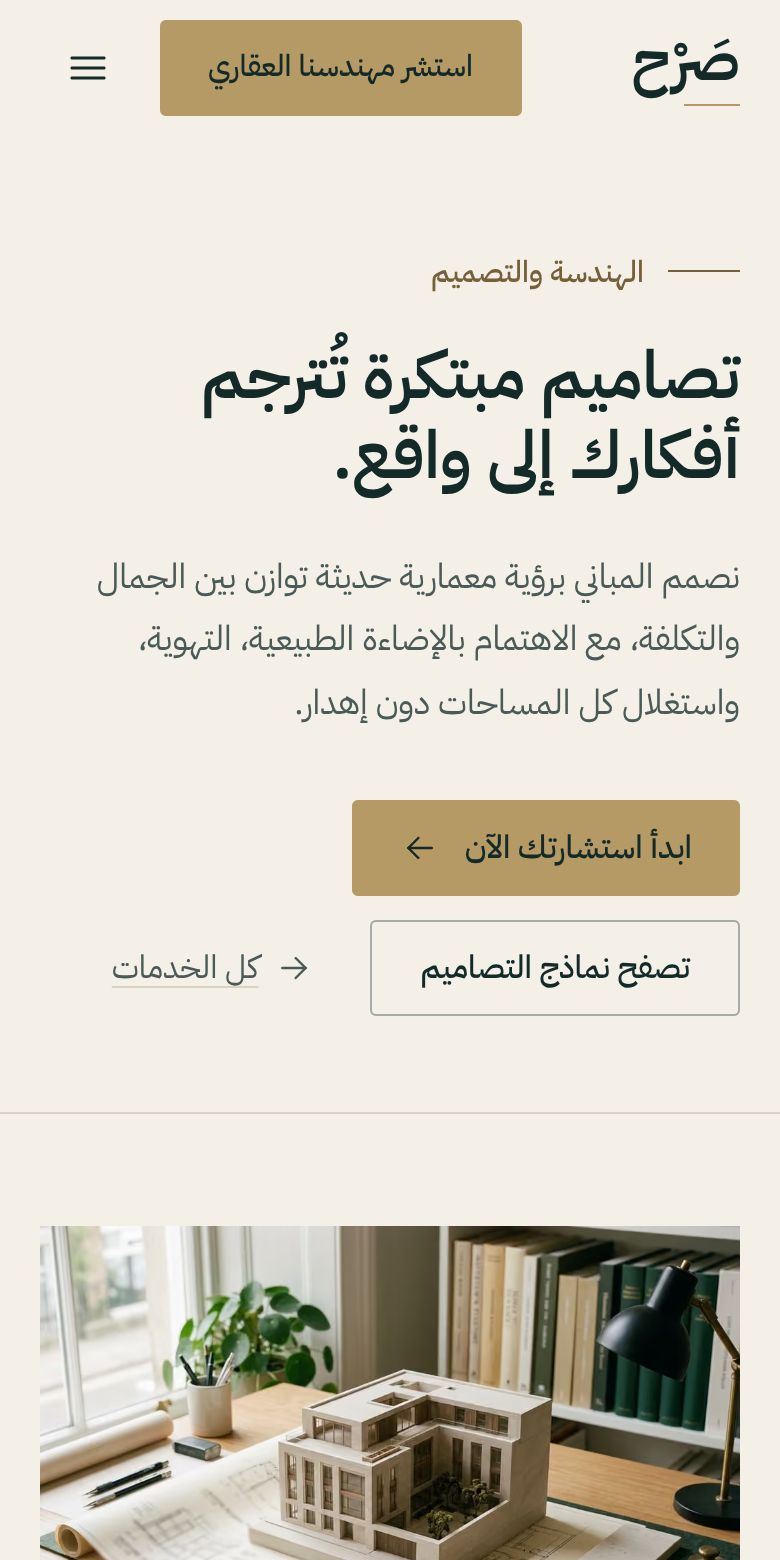 صَرْح
استشر مهندسنا العقاري
الهندسة والتصميم
تصاميم مبتكرة تُترجم
أفكارك إلى واقع.
نصمم المباني برؤية معمارية حديثة توازن بين الجمال
والتكلفة، مع الاهتمام بالإضاءة الطبيعية، التهوية،
واستغلال كل المساحات دون إهدار.
ابدأ استشارتك الآن ←
تصفح نماذج التصاميم
→ كل الخدمات